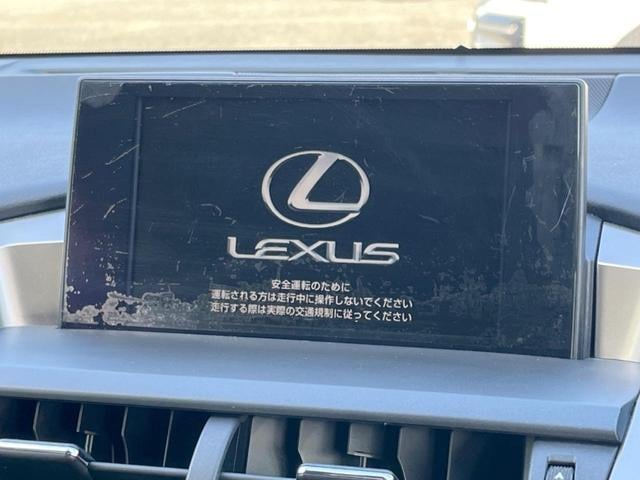 LEXUS
安全運転のために
運転される方は走行中に操作しないでください
走行する際は実際の交通規制に従ってください